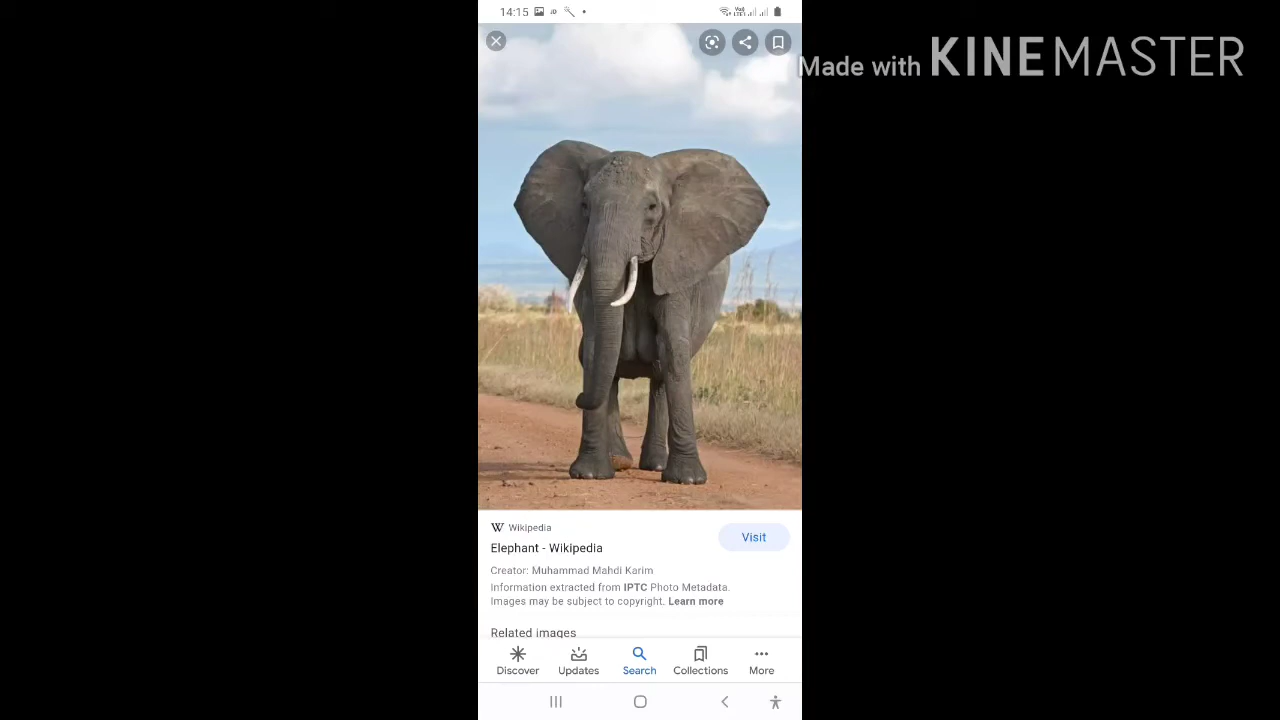 14:15
Made with KINEMASTER
W Wikipedia
Elephant - Wikipedia
Visit
Creator: Muhammad Mahdi Karim
Information extracted from IPTC Photo Metadata.
Images may be subject to copyright. Learn more
Related images
Discover Updates Search Collections More